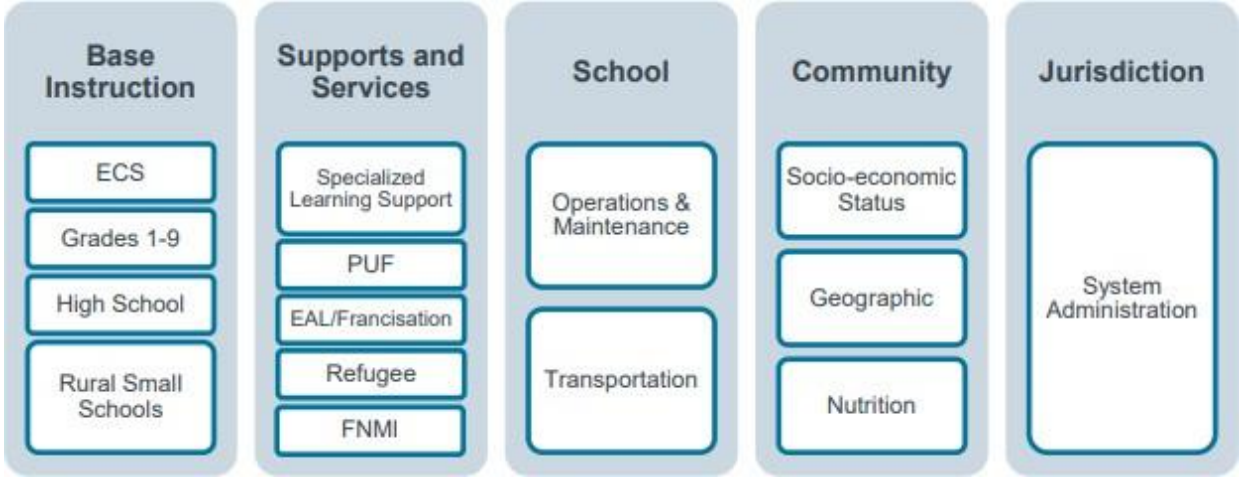 Base
Instruction
ECS
Grades 1-9
High School
Rural Small
Schools
Supports and
Services
Specialized
Learning Support
PUF
EAL/Francisation
Refugee
FNMI
School
Operations &
Maintenance
Transportation
Community
Socio-economic
Status
Geographic
Nutrition
Jurisdiction
System
Administration